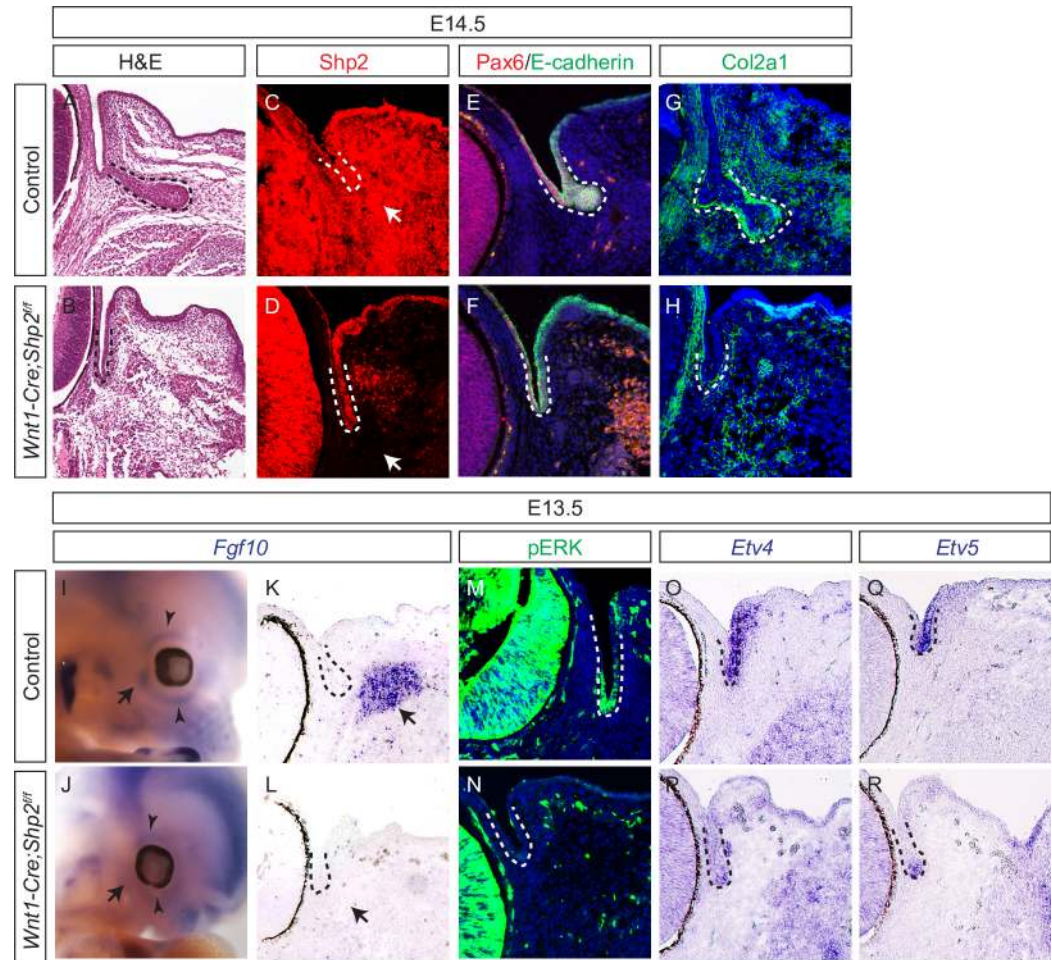 E14.5
H&E Shp2 Pax6/E-cadherin Col2a1
Control
A C E G
Wnt1-Cre;Shp2f/f
B D F H
E13.5
Fgf10 pERK Etv4 Etv5
Control
I K M O Q
Wnt1-Cre;Shp2f/f
J L N P R